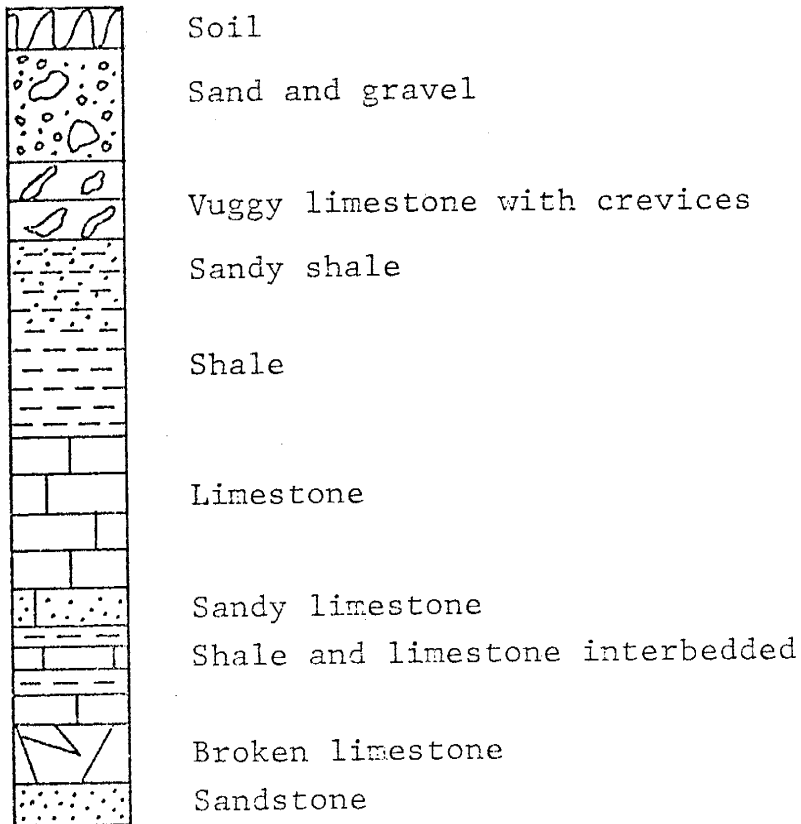 Soil
Sand and gravel
Vuggy limestone with crevices
Sandy shale
Shale
Limestone
Sandy limestone
Shale and limestone interbedded
Broken limestone
Sandstone